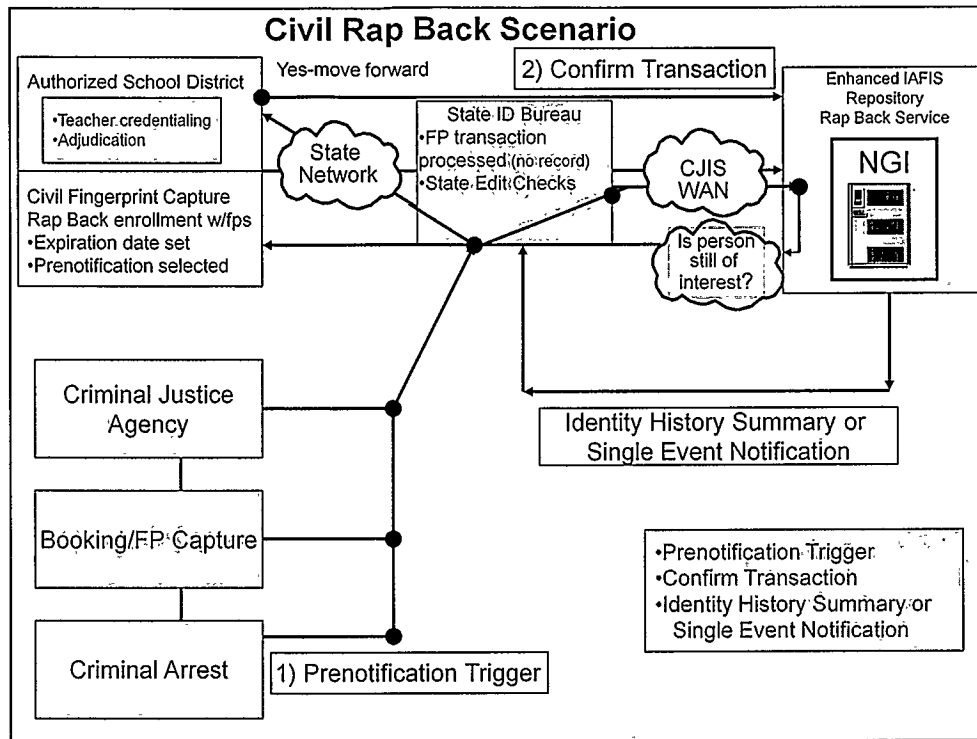 Civil Rap Back Scenario
Authorized School District
•Teacher credentialing
•Adjudication
Yes-move forward
2) Confirm Transaction
Enhanced IAFIS
Repository
Rap Back Service
NGI
State
Network
State ID Bureau
•FP transaction
processed (no record)
•State Edit Checks
CJIS
WAN
Civil Fingerprint Capture
Rap Back enrollment w/fps
•Expiration date set
•Prenotification selected
Is person
still of
interest?
Criminal Justice
Agency
Identity History Summary or
Single Event Notification
Booking/FP Capture
Criminal Arrest
1) Prenotification Trigger
•Prenotification Trigger
•Confirm Transaction
•Identity History Summary or
Single Event Notification